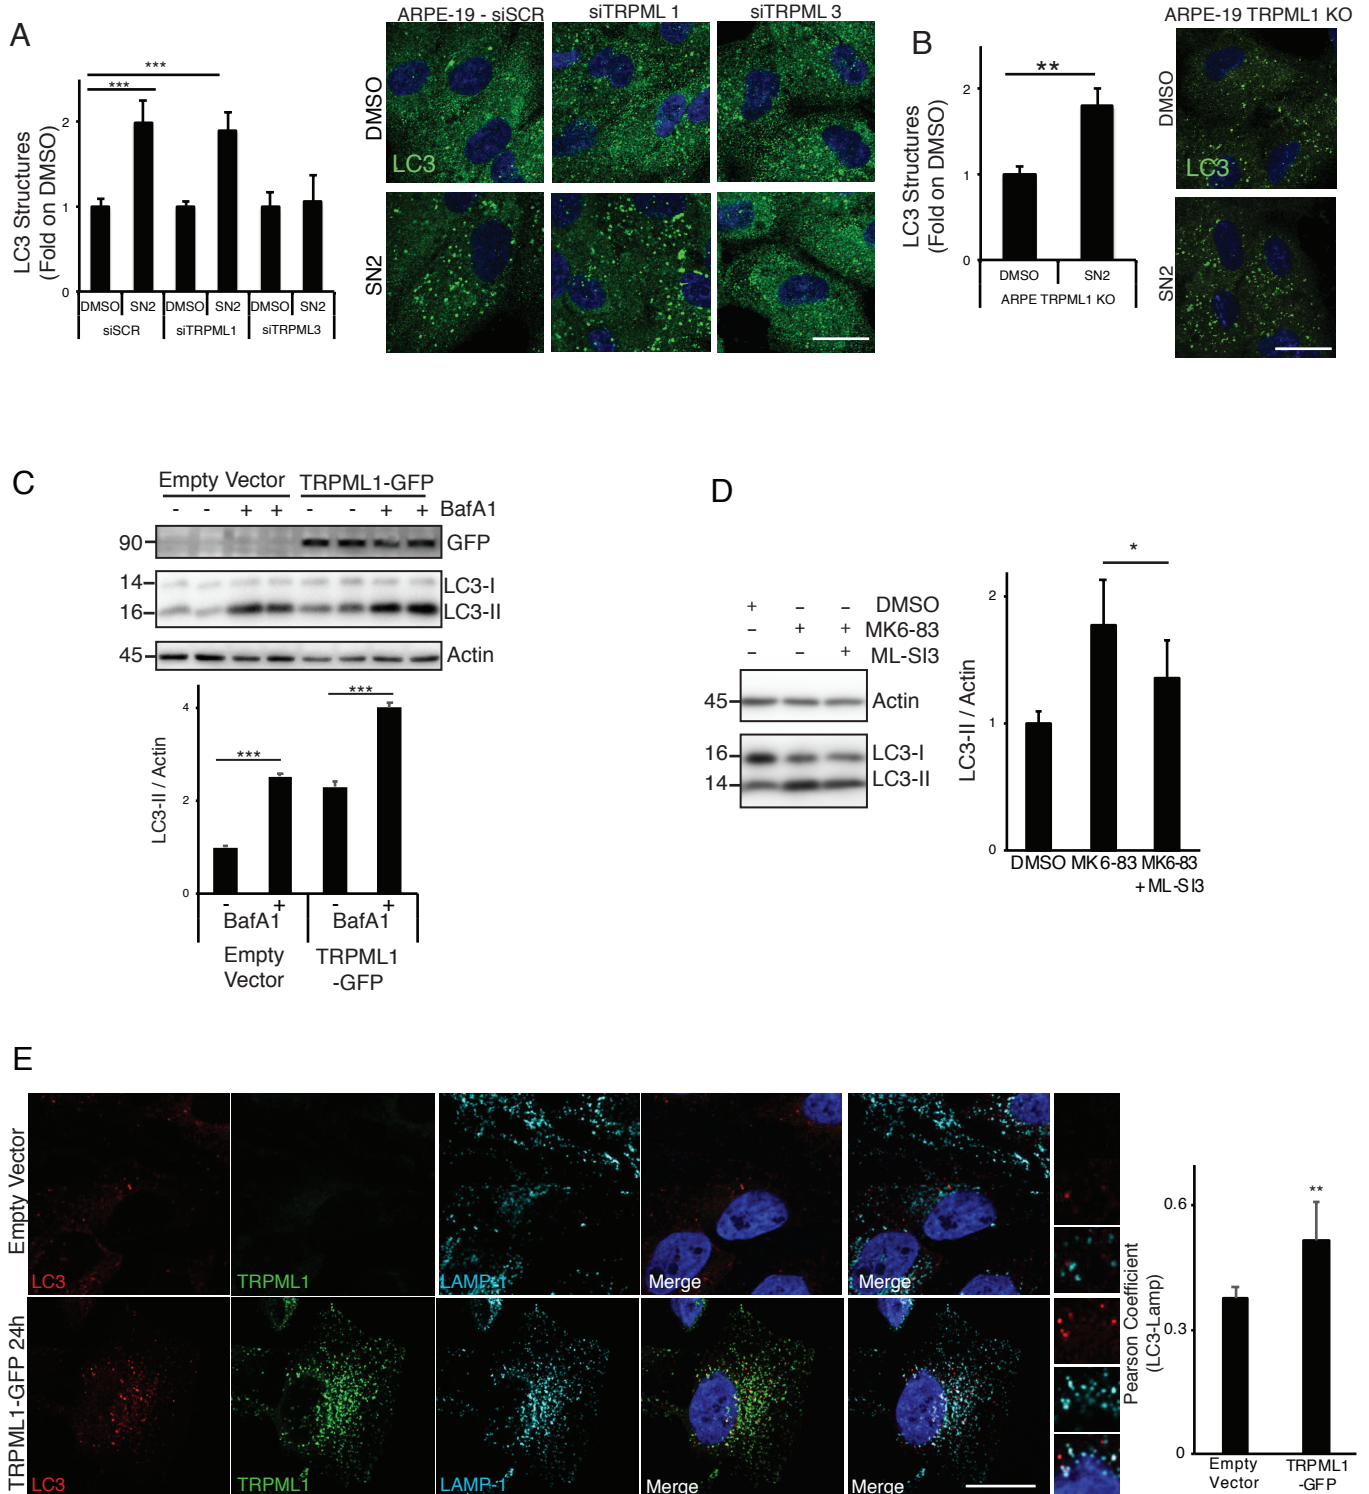 A
ARPE-19 - siSCR
siTRPML 1
siTRPML 3
***
***
LC3 Structures
(Fold on DMSO)
2
1
0
DMSO SN2 DMSO SN2 DMSO SN2
siSCR siTRPML1 siTRPML3
DMSO
LC3
SN2
B
ARPE-19 TRPML1 KO
**
LC3 Structures
(Fold on DMSO)
2
1
0
DMSO SN2
ARPE TRPML1 KO
DMSO
LC3
SN2
C
Empty Vector TRPML1-GFP
- - + + - - + + BafA1
90 GFP
14 LC3-I
16 LC3-II
45 Actin
***
***
LC3-II / Actin
4
2
0
- + - +
BafA1 BafA1
Empty
Vector
TRPML1
-GFP
D
+ – – DMSO
– + + MK6-83
– – + ML-SI3
45 Actin
16 LC3-I
14 LC3-II
*
LC3-II / Actin
2
1
0
DMSO MK6-83 MK6-83
+ML-SI3
E
Empty Vector
LC3 TRPML1 LAMP-1 Merge Merge
TRPML1-GFP 24h
LC3 TRPML1 LAMP-1 Merge Merge
Pearson Coefficient
(LC3-Lamp)
**
0.6
0.3
0
Empty
Vector
TRPML1
-GFP